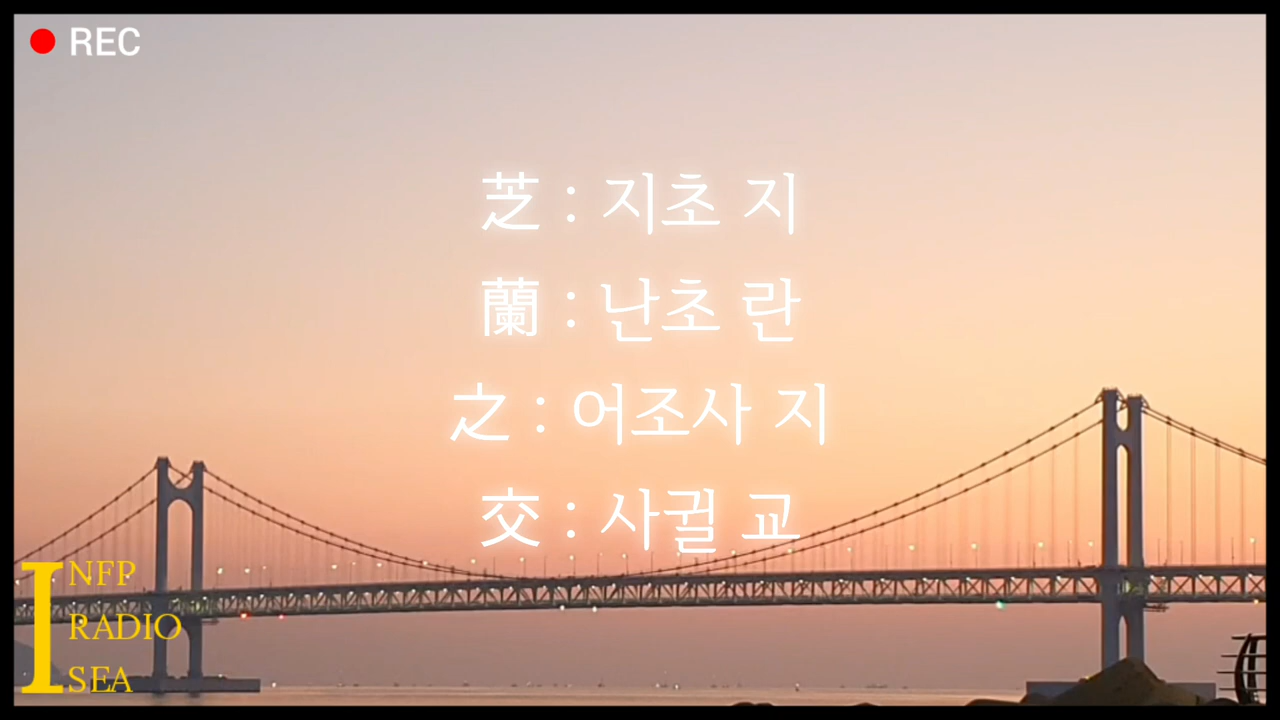 REC
芝 : 지초 지
蘭 : 난초 란
之 : 어조사 지
交 : 사귈 교
INFP
RADIO
SEA